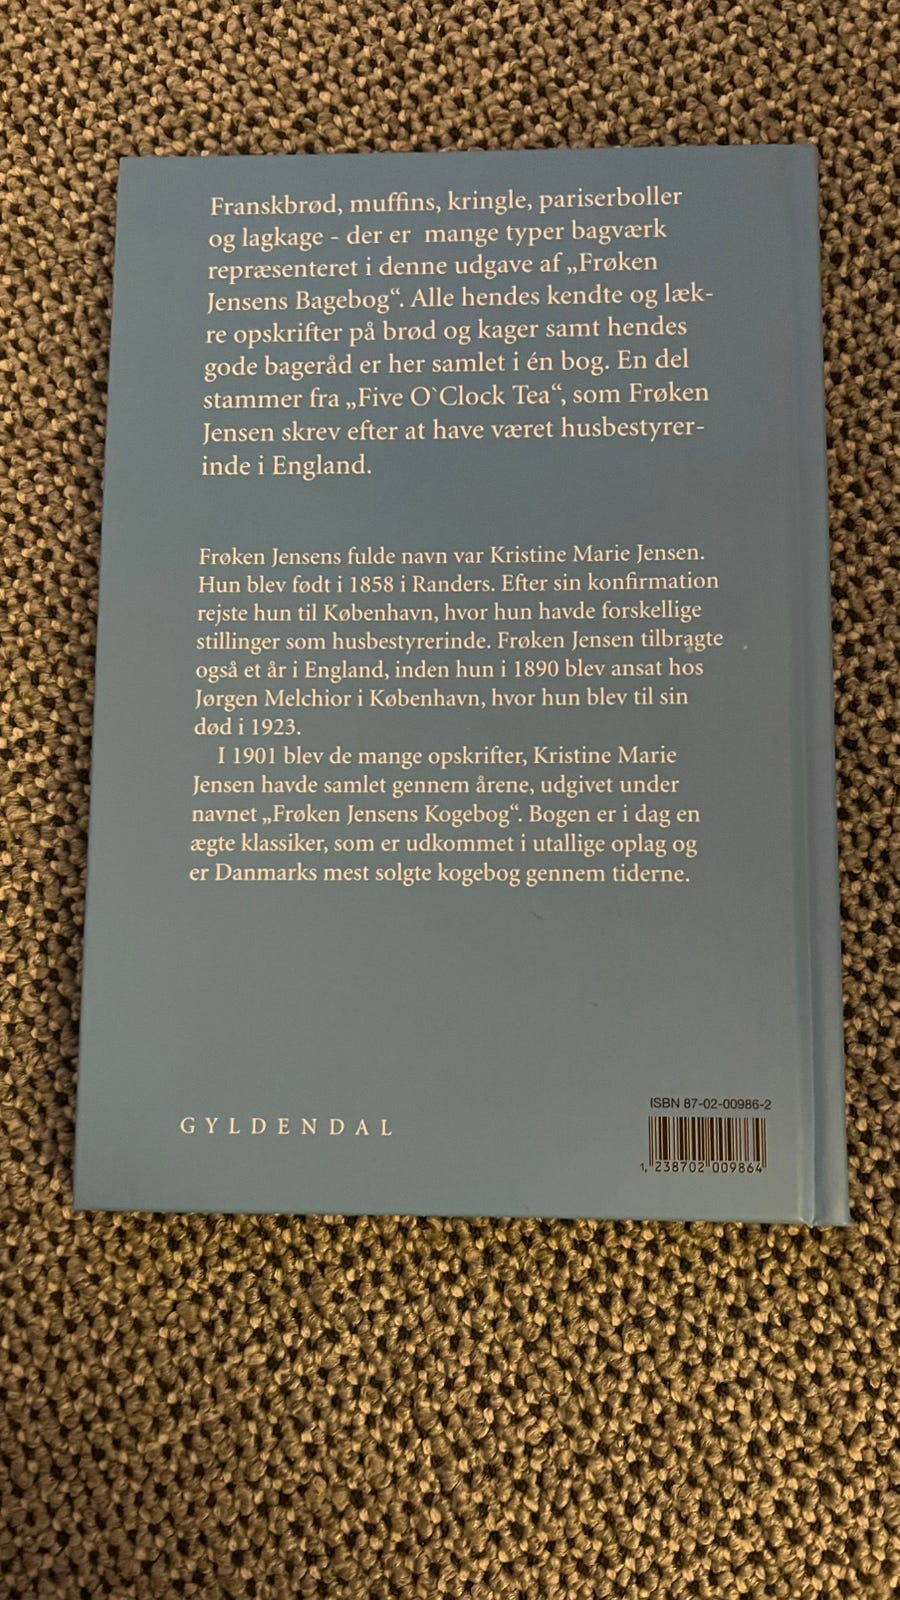 Franskbrød, muffins, kringle, pariserboller
og lagkage - der er mange typer bagværk
repræsenteret i denne udgave af „Frøken
Jensens Bagebog“. Alle hendes kendte og læk-
re opskrifter på brød og kager samt hendes
gode bageråd er her samlet i én bog. En del
stammer fra „Five O`Clock Tea“, som Frøken
Jensen skrev efter at have været husbestyrer-
inde i England.
Frøken Jensens fulde navn var Kristine Marie Jensen.
Hun blev født i 1858 i Randers. Efter sin konfirmation
rejste hun til København, hvor hun havde forskellige
stillinger som husbestyrerinde. Frøken Jensen tilbragte
også et år i England, inden hun i 1890 blev ansat hos
Jørgen Melchior i København, hvor hun blev til sin
død i 1923.
I 1901 blev de mange opskrifter, Kristine Marie
Jensen havde samlet gennem årene, udgivet under
navnet „Frøken Jensens Kogebog“. Bogen er i dag en
ægte klassiker, som er udkommet i utallige oplag og
er Danmarks mest solgte kogebog gennem tiderne.
GYLDENDAL
ISBN 87-02-00986-2
1,"238702"009864